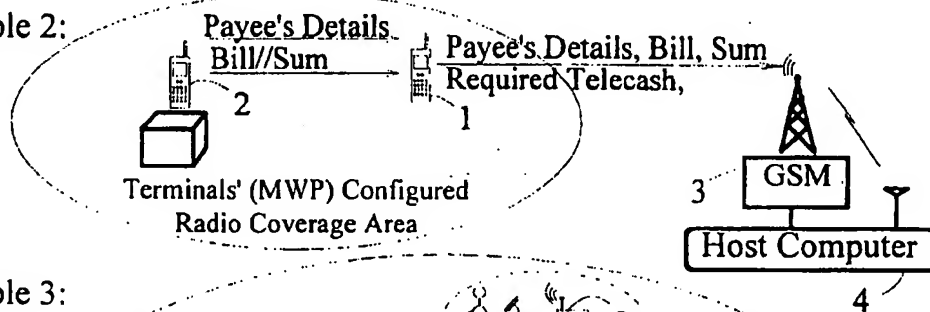 ple 2:
Payee's Details
Bill//Sum
Payee's Details, Bill, Sum
Required Telecash,
2
1
Terminals' (MWP) Configured
Radio Coverage Area
3
GSM
Host Computer
4
ple 3: